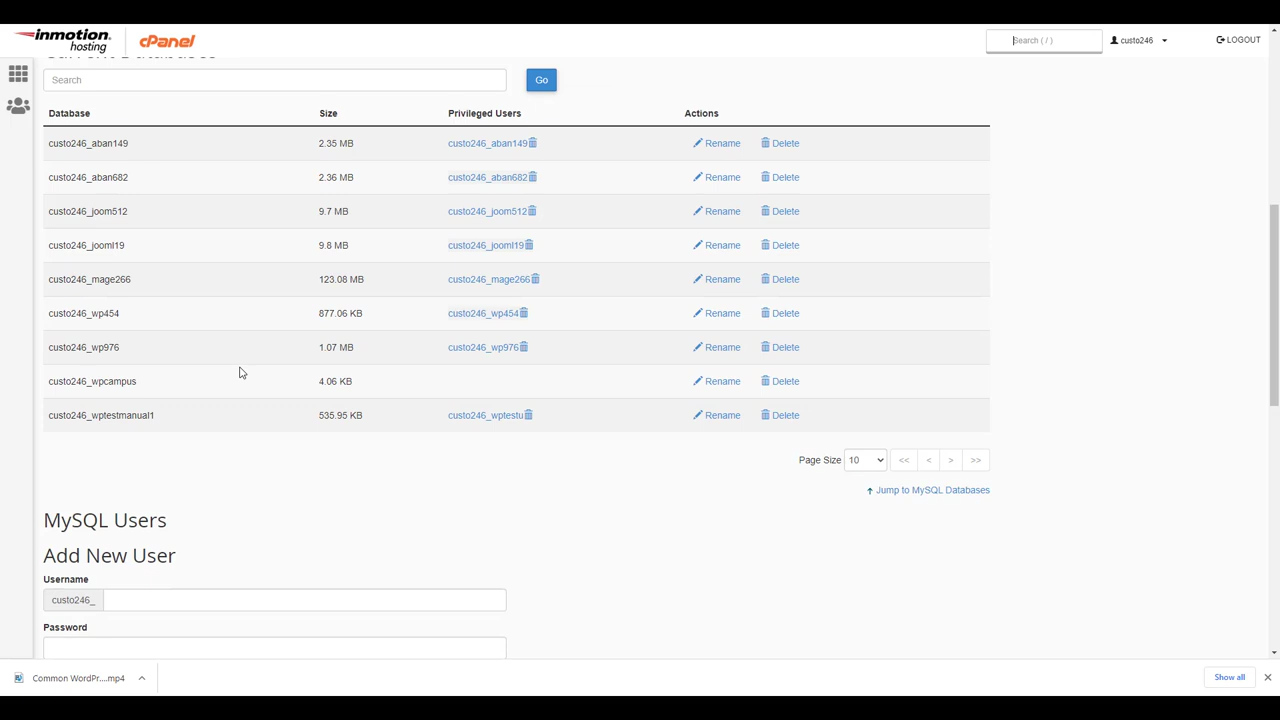 inmotion hosting cPanel Search ( / ) custo246 LOGOUT
Current Databases
Search Go
Database Size Privileged Users Actions
custo246_aban149 2.35 MB custo246_aban149 Rename Delete
custo246_aban682 2.36 MB custo246_aban682 Rename Delete
custo246_joom512 9.7 MB custo246_joom512 Rename Delete
custo246_jooml19 9.8 MB custo246_jooml19 Rename Delete
custo246_mage266 123.08 MB custo246_mage266 Rename Delete
custo246_wp454 877.06 KB custo246_wp454 Rename Delete
custo246_wp976 1.07 MB custo246_wp976 Rename Delete
custo246_wpcampus 4.06 KB Rename Delete
custo246_wptestmanual1 535.95 KB custo246_wptestu Rename Delete
Page Size 10 << < > >>
Jump to MySQL Databases
MySQL Users
Add New User
Username
custo246_
Password
Common WordPr....mp4 Show all